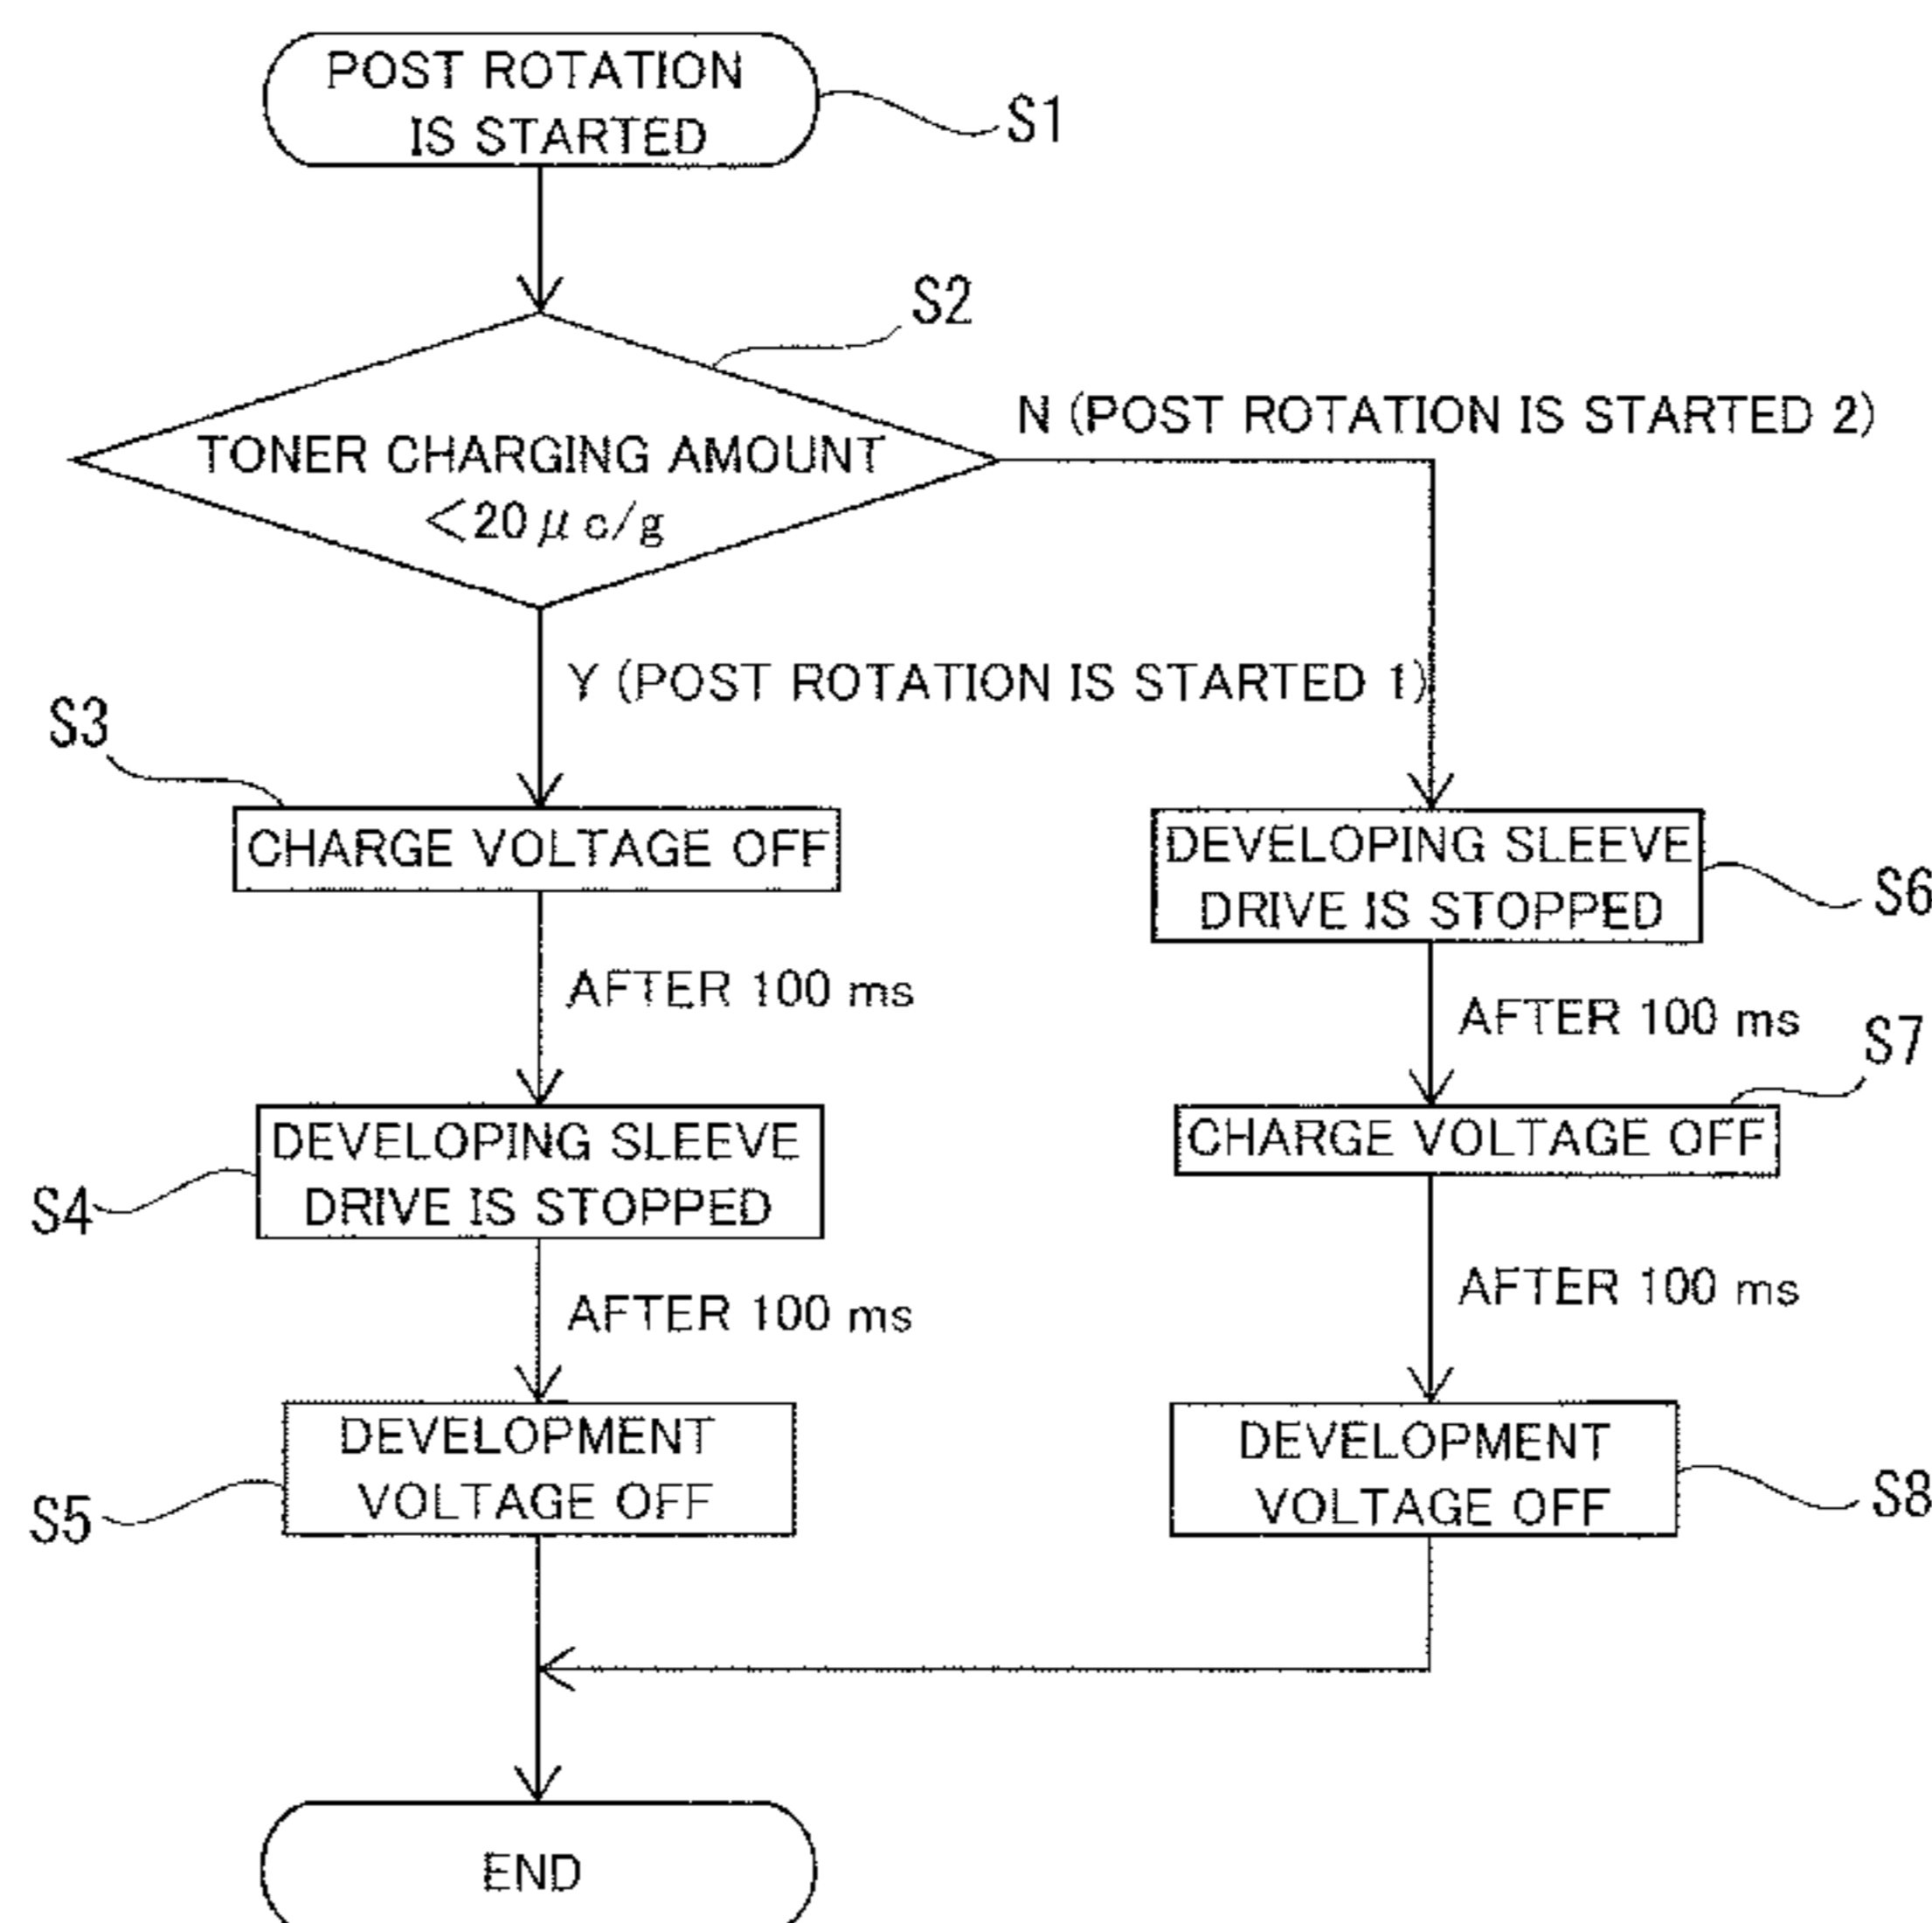 POST ROTATION
IS STARTED
S1
S2
TONER CHARGING AMOUNT
<20μc/g
N (POST ROTATION IS STARTED 2)
Y (POST ROTATION IS STARTED 1)
S3
CHARGE VOLTAGE OFF
AFTER 100 ms
S4
DEVELOPING SLEEVE
DRIVE IS STOPPED
AFTER 100 ms
S5
DEVELOPMENT
VOLTAGE OFF
DEVELOPING SLEEVE
DRIVE IS STOPPED
S6
AFTER 100 ms
S7
CHARGE VOLTAGE OFF
AFTER 100 ms
DEVELOPMENT
VOLTAGE OFF
S8
END